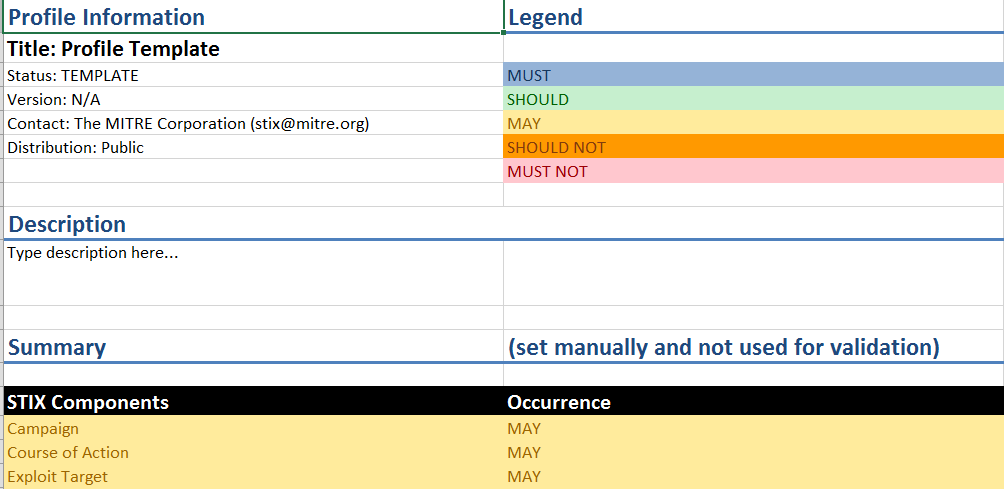 Profile Information Legend
Title: Profile Template
Status: TEMPLATE MUST
Version: N/A SHOULD
Contact: The MITRE Corporation (stix@mitre.org) MAY
Distribution: Public SHOULD NOT
MUST NOT
Description
Type description here...
Summary (set manually and not used for validation)
STIX Components Occurrence
Campaign MAY
Course of Action MAY
Exploit Target MAY